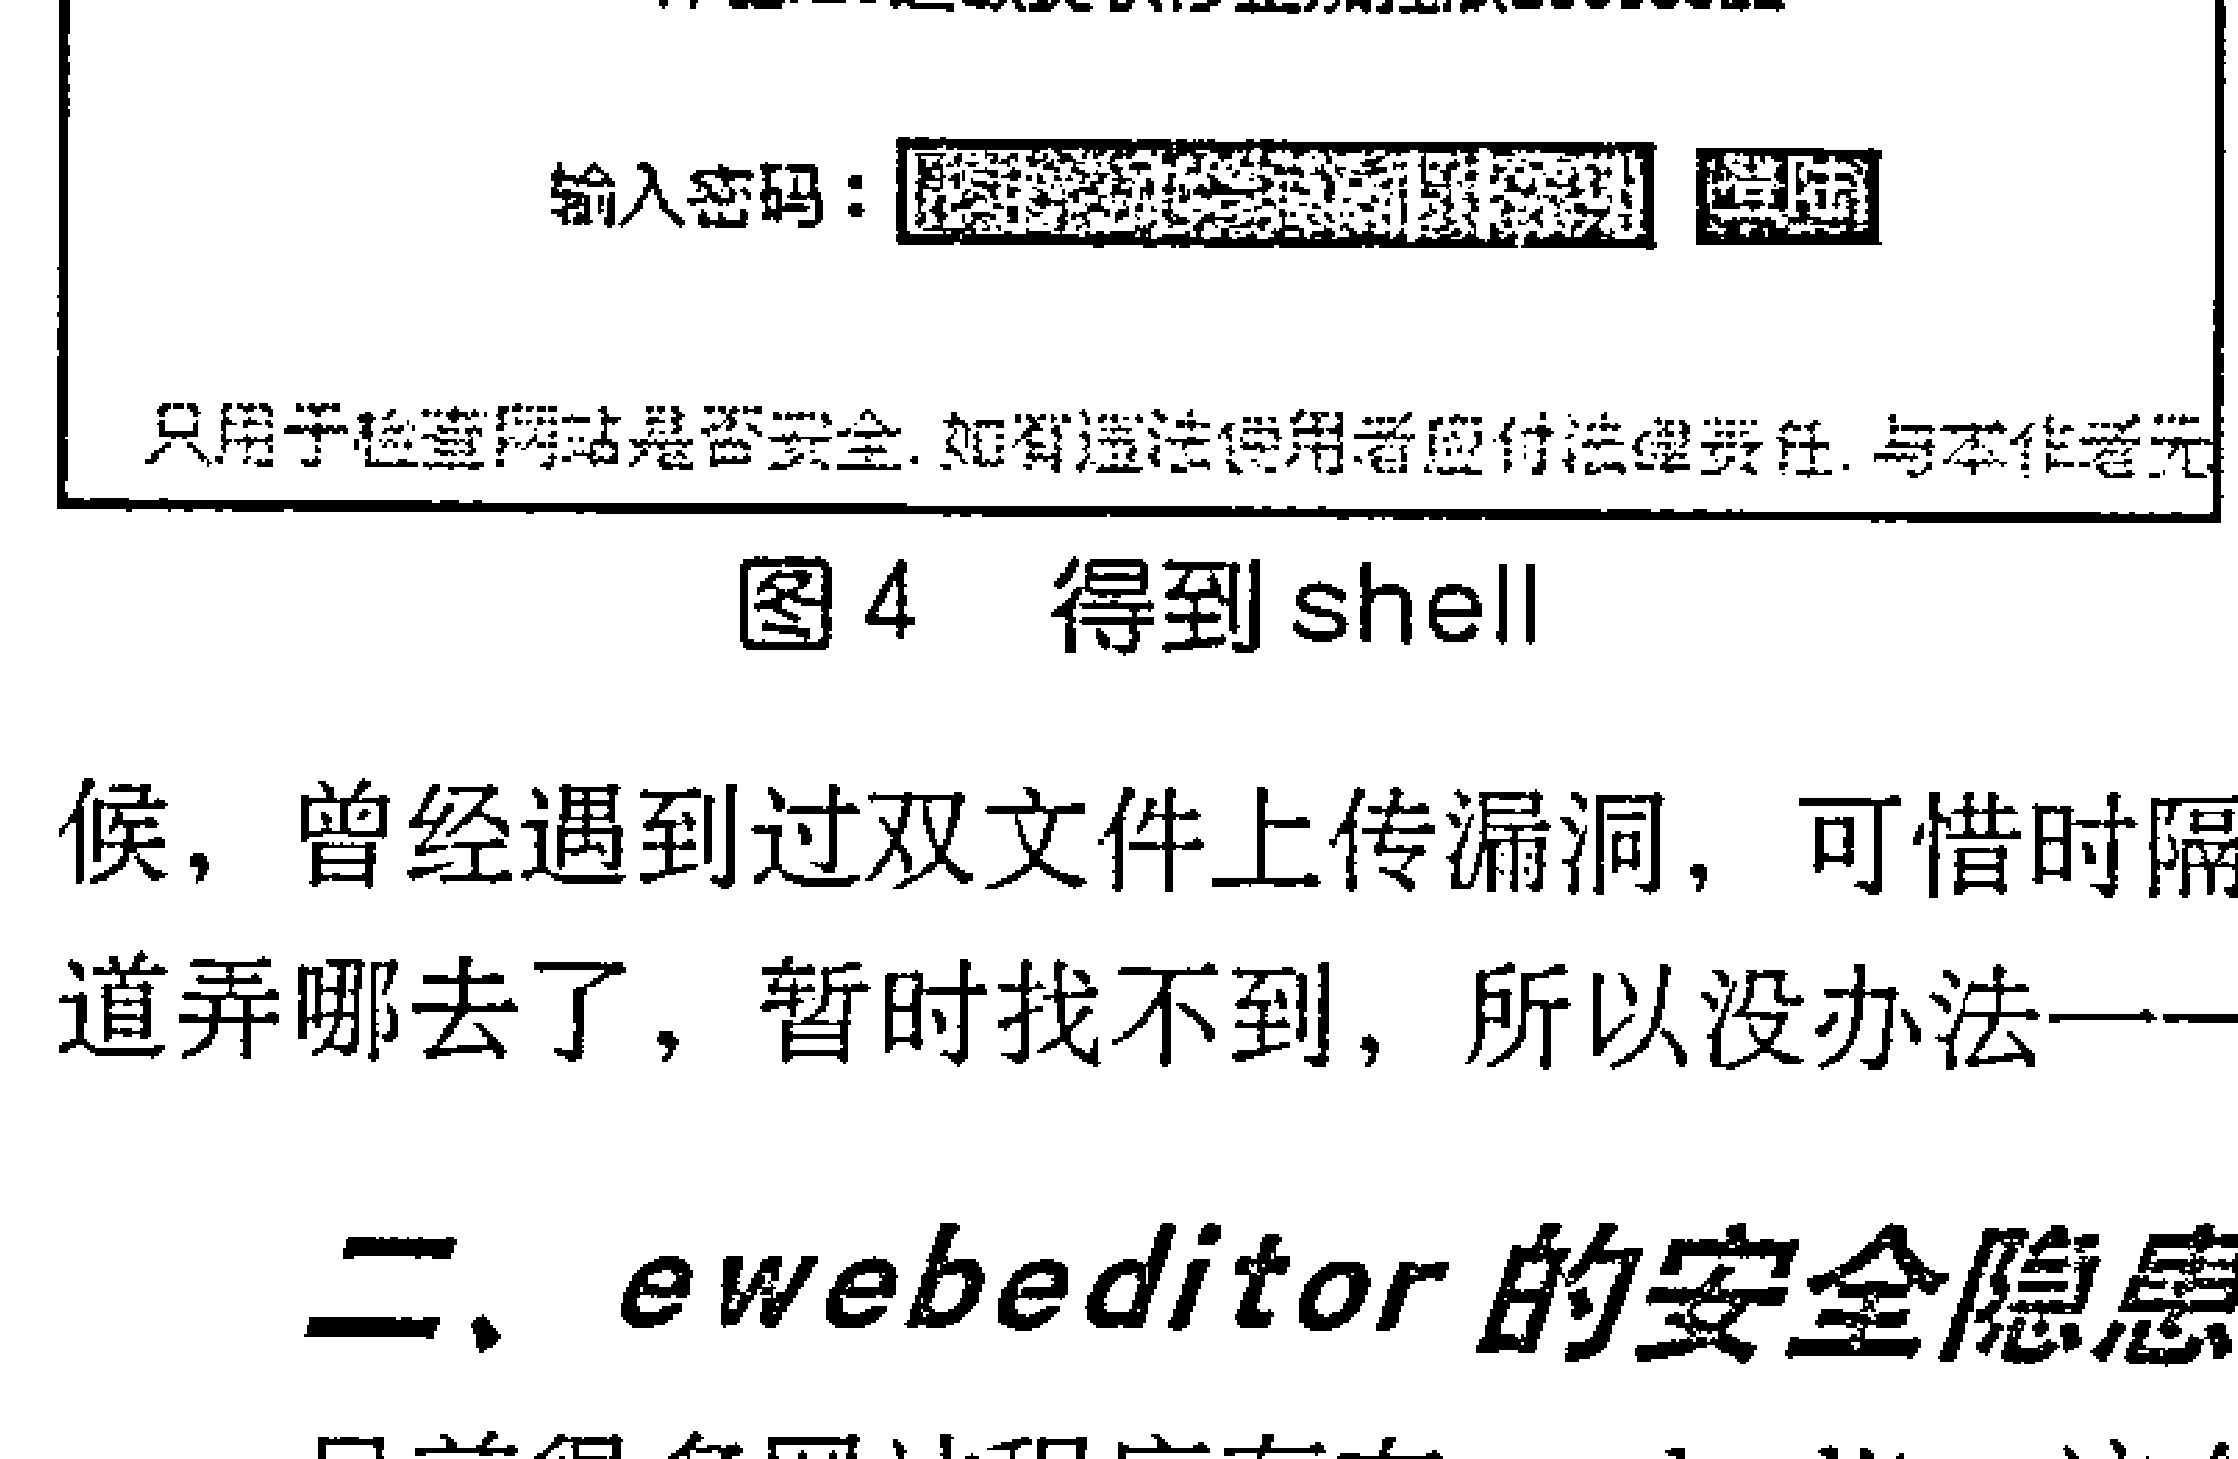 输入密码：
只用于检查网站是否安全.如有违法使用者应付法律责任.与本作者无
图4 得到shell
候，曾经遇到过双文件上传漏洞，可惜时隔
道弄哪去了，暂时找不到，所以没办法一一
二、ewebeditor的安全隐患